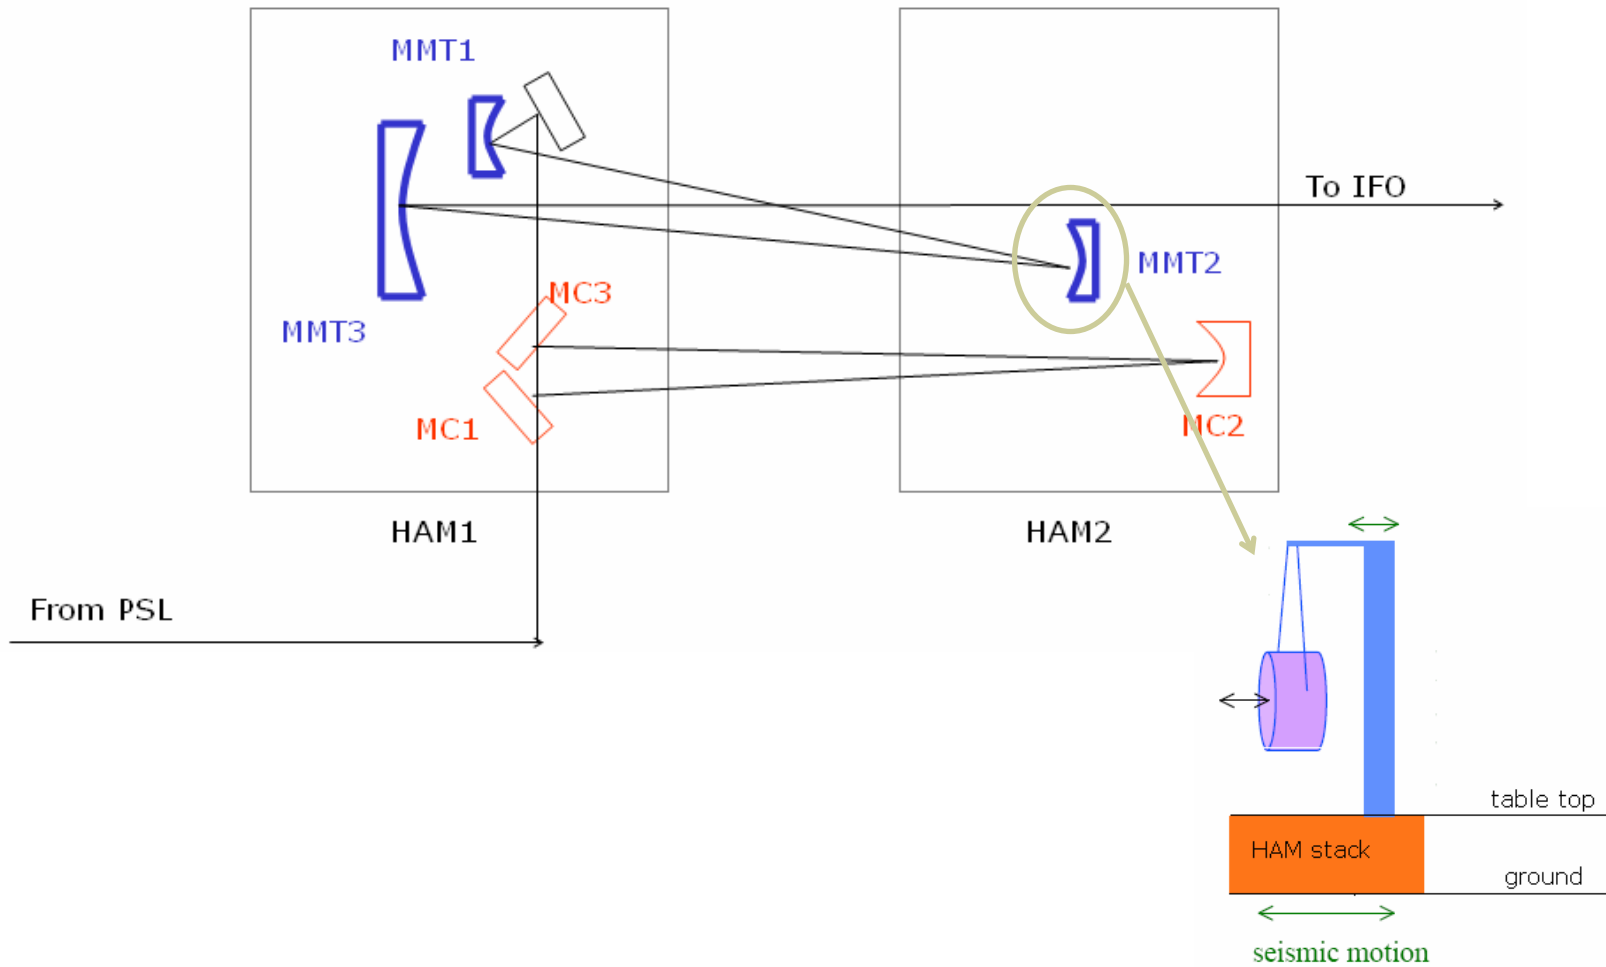 MMT1
To IFO
MMT2
MC3
MMT3
MC1
MC2
HAM1
HAM2
From PSL
table top
HAM stack
ground
seismic motion